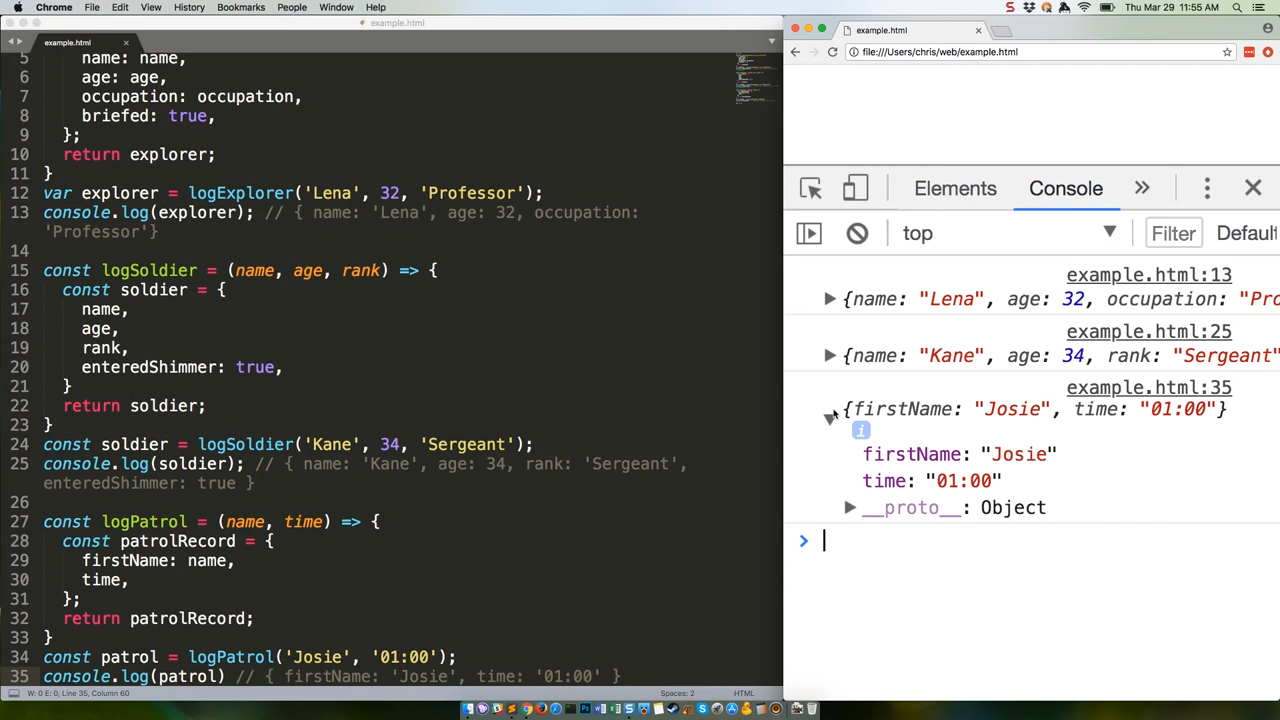 Chrome File Edit View History Bookmarks People Window Help Thu Mar 29 11:55 AM
example.html
example.html
5 name: name,
6 age: age,
7 occupation: occupation,
8 briefed: true,
9 };
10 return explorer;
11 }
12 var explorer = logExplorer('Lena', 32, 'Professor');
13 console.log(explorer); // { name: 'Lena', age: 32, occupation:
'Professor'}
14
15 const logSoldier = (name, age, rank) => {
16 const soldier = {
17 name,
18 age,
19 rank,
20 enteredShimmer: true,
21 }
22 return soldier;
23 }
24 const soldier = logSoldier('Kane', 34, 'Sergeant');
25 console.log(soldier); // { name: 'Kane', age: 34, rank: 'Sergeant',
enteredShimmer: true }
26
27 const logPatrol = (name, time) => {
28 const patrolRecord = {
29 firstName: name,
30 time,
31 };
32 return patrolRecord;
33 }
34 const patrol = logPatrol('Josie', '01:00');
35 console.log(patrol) // { firstName: 'Josie', time: '01:00' }
W: 0 E: 0, Line 35, Column 60 Spaces: 2 HTML
example.html
file:///Users/chris/web/example.html
Elements Console
top Filter Default
example.html:13
{name: "Lena", age: 32, occupation: "Pro
example.html:25
{name: "Kane", age: 34, rank: "Sergeant"
example.html:35
{firstName: "Josie", time: "01:00"}
i
firstName: "Josie"
time: "01:00"
__proto__: Object
>